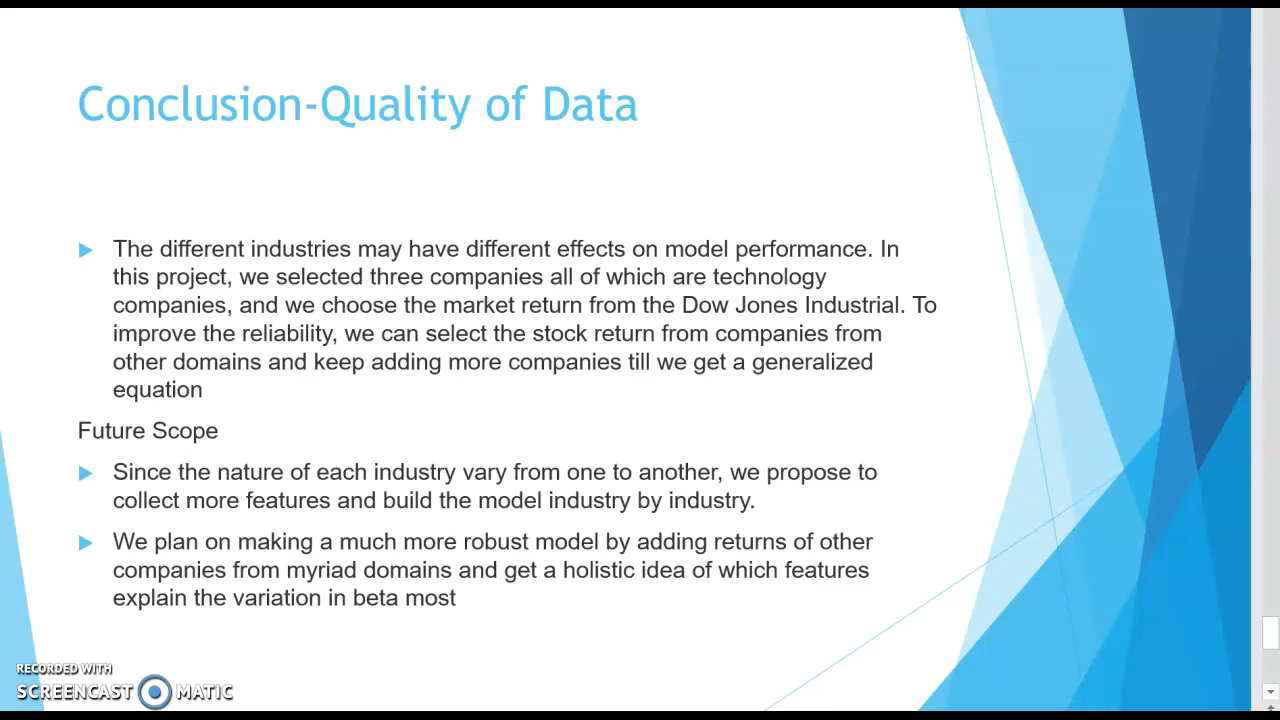 Conclusion-Quality of Data
The different industries may have different effects on model performance. In
this project, we selected three companies all of which are technology
companies, and we choose the market return from the Dow Jones Industrial. To
improve the reliability, we can select the stock return from companies from
other domains and keep adding more companies till we get a generalized
equation
Future Scope
Since the nature of each industry vary from one to another, we propose to
collect more features and build the model industry by industry.
We plan on making a much more robust model by adding returns of other
companies from myriad domains and get a holistic idea of which features
explain the variation in beta most
RECORDED WITH
SCREENCAST MATIC